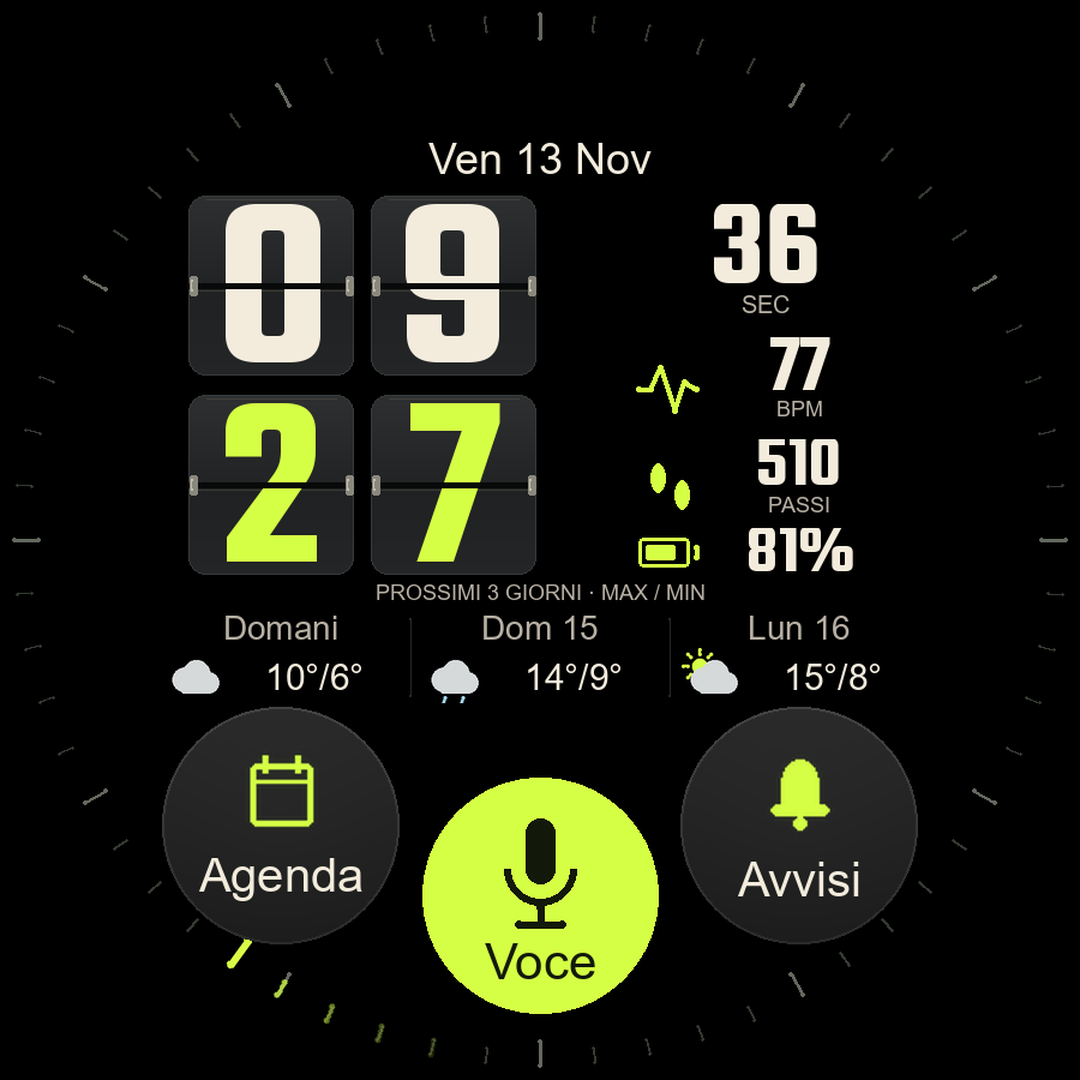 Ven 13 Nov
09
27
36
SEC
77
BPM
510
PASSI
81%
PROSSIMI 3 GIORNI · MAX / MIN
Domani
10°/6°
Dom 15
14°/9°
Lun 16
15°/8°
Agenda
Voce
Avvisi